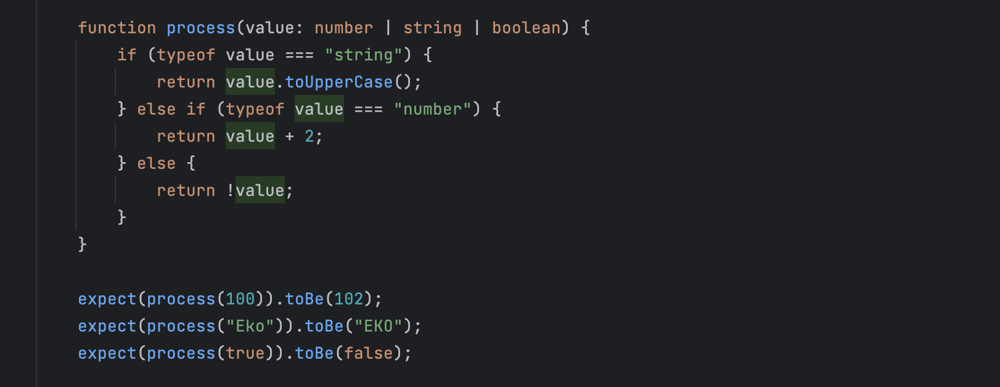 function process(value: number | string | boolean) {
    if (typeof value === "string") {
        return value.toUpperCase();
    } else if (typeof value === "number") {
        return value + 2;
    } else {
        return !value;
    }
}

expect(process(100)).toBe(102);
expect(process("Eko")).toBe("EKO");
expect(process(true)).toBe(false);